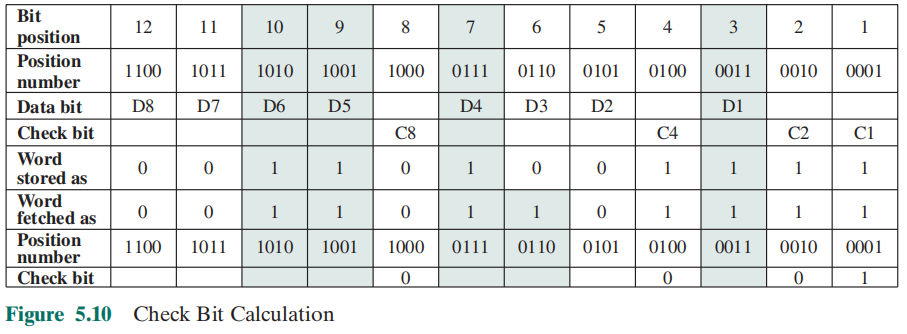 Bit position 12 11 10 9 8 7 6 5 4 3 2 1
Position number 1100 1011 1010 1001 1000 0111 0110 0101 0100 0011 0010 0001
Data bit D8 D7 D6 D5 D4 D3 D2 D1
Check bit C8 C4 C2 C1
Word stored as 0 0 1 1 0 1 0 0 1 1 1 1
Word fetched as 0 0 1 1 0 1 1 0 1 1 1 1
Position number 1100 1011 1010 1001 1000 0111 0110 0101 0100 0011 0010 0001
Check bit 0 0 0 1
Figure 5.10 Check Bit Calculation